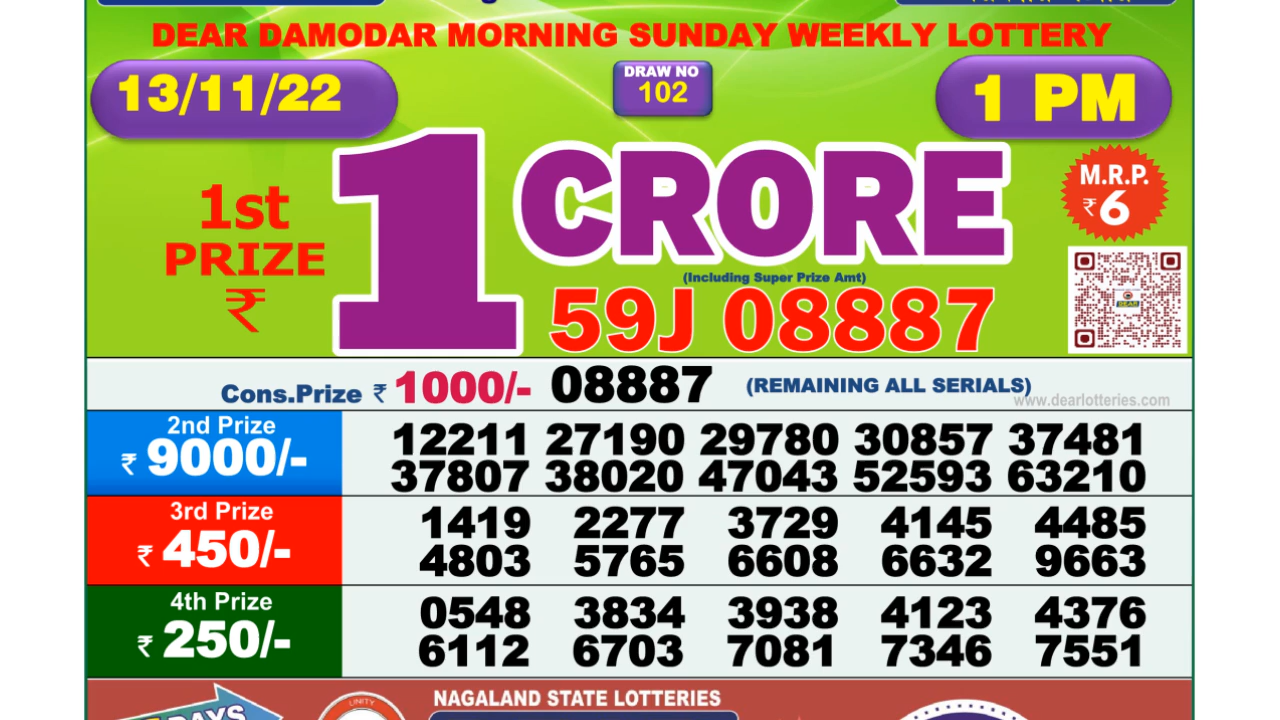 DEAR DAMODAR MORNING SUNDAY WEEKLY LOTTERY
13/11/22
DRAW NO
102
1 PM
1st
PRIZE
₹
1 CRORE
(Including Super Prize Amt)
59J 08887
M.R.P.
₹6
DEAR
Cons.Prize ₹ 1000/- 08887 (REMAINING ALL SERIALS)
www.dearlotteries.com
2nd Prize
₹ 9000/-
12211 27190 29780 30857 37481
37807 38020 47043 52593 63210
3rd Prize
₹ 450/-
1419 2277 3729 4145 4485
4803 5765 6608 6632 9663
4th Prize
₹ 250/-
0548 3834 3938 4123 4376
6112 6703 7081 7346 7551
DAYS
UNITY
NAGALAND STATE LOTTERIES